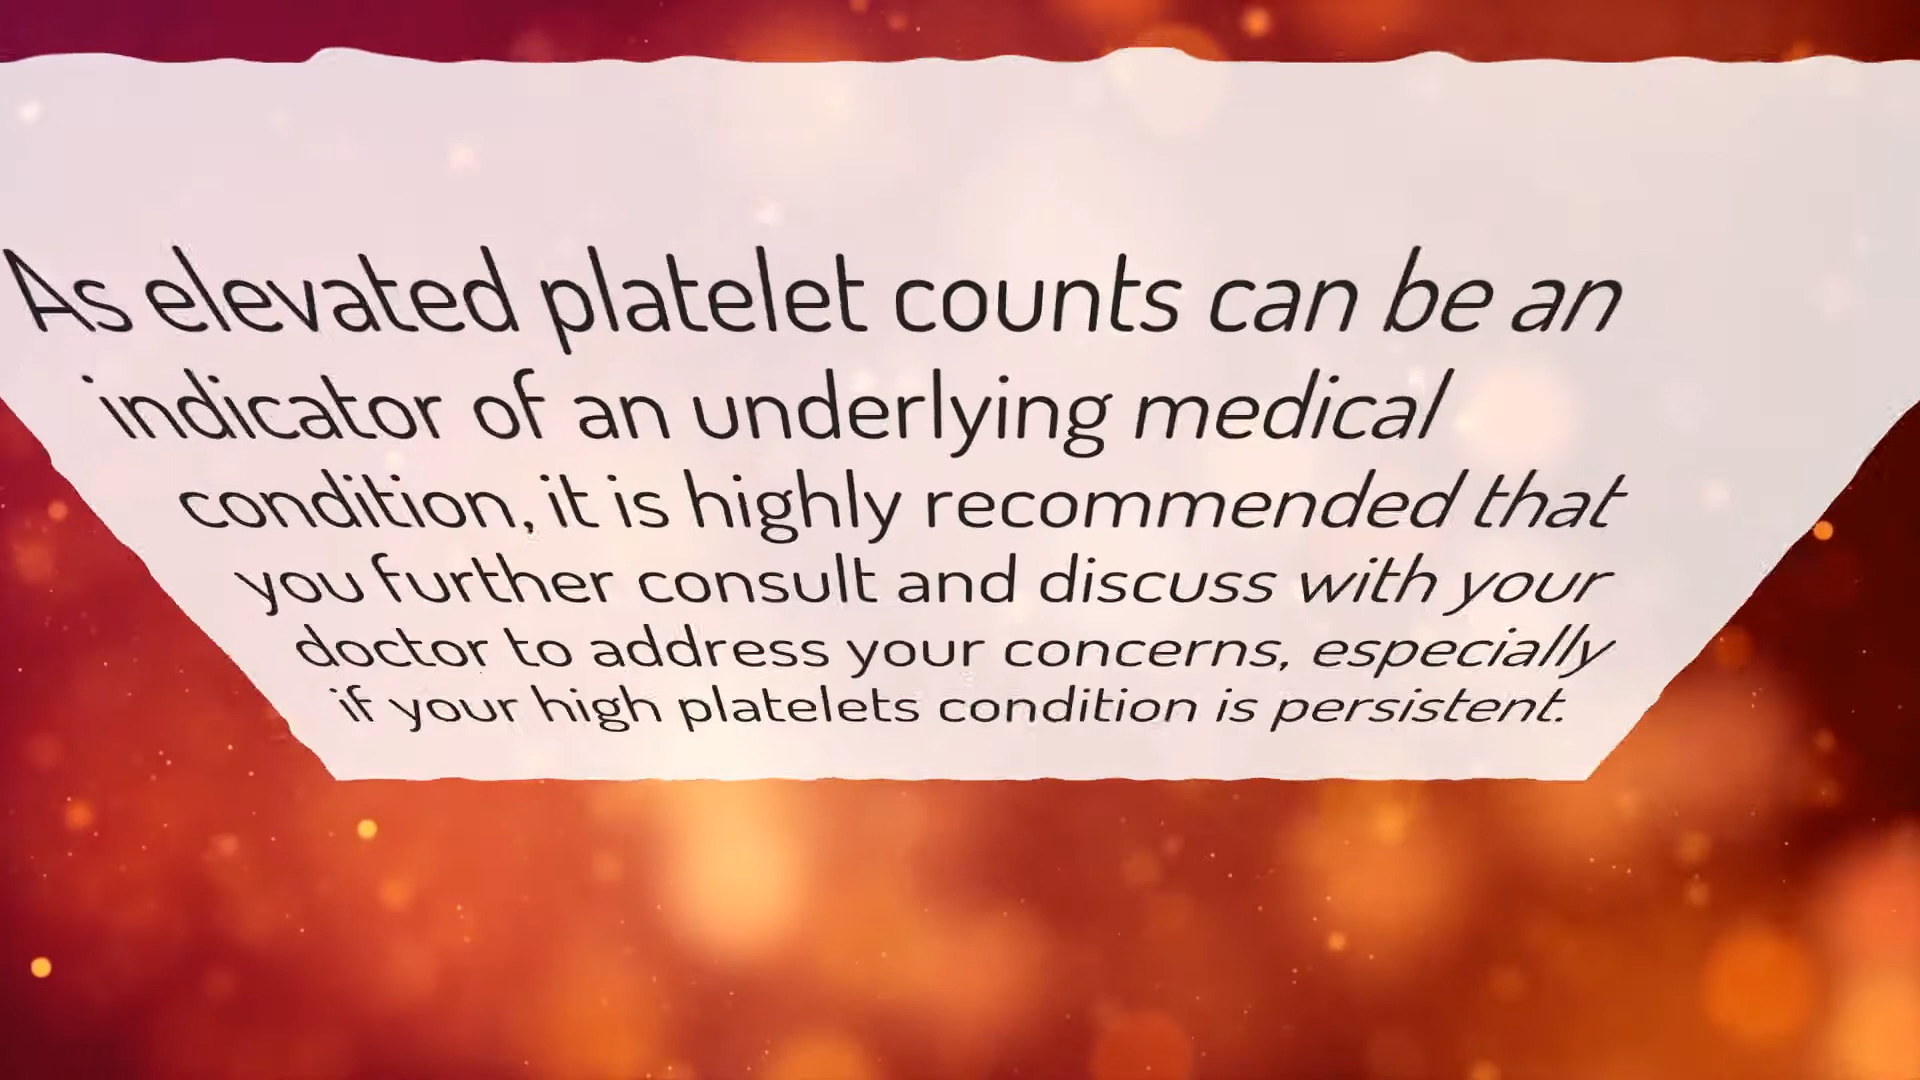 As elevated platelet counts can be an
indicator of an underlying medical
condition, it is highly recommended that
you further consult and discuss with your
doctor to address your concerns, especially
if your high platelets condition is persistent.